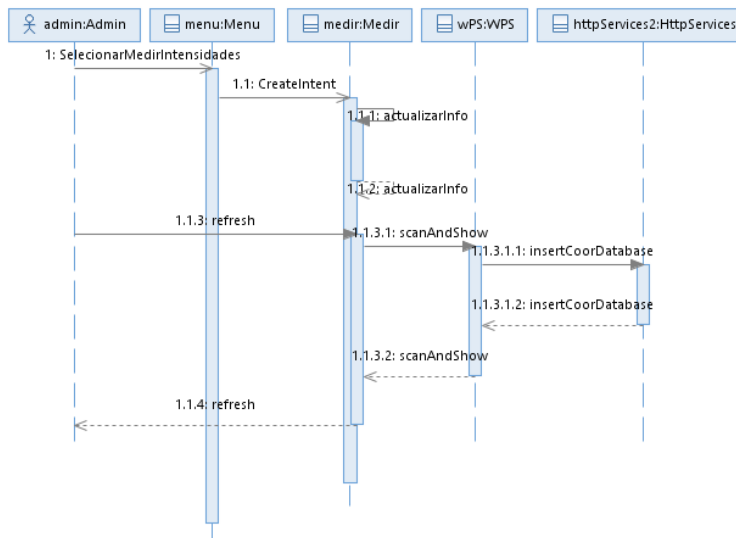 admin:Admin
menu:Menu
medir:Medir
wPS:WPS
httpServices2:HttpServices
1: SelecionarMedirIntensidades
1.1: CreateIntent
1.1.1: actualizarInfo
1.1.2: actualizarInfo
1.1.3: refresh
1.1.3.1: scanAndShow
1.1.3.1.1: insertCoorDatabase
1.1.3.1.2: insertCoorDatabase
1.1.3.2: scanAndShow
1.1.4: refresh